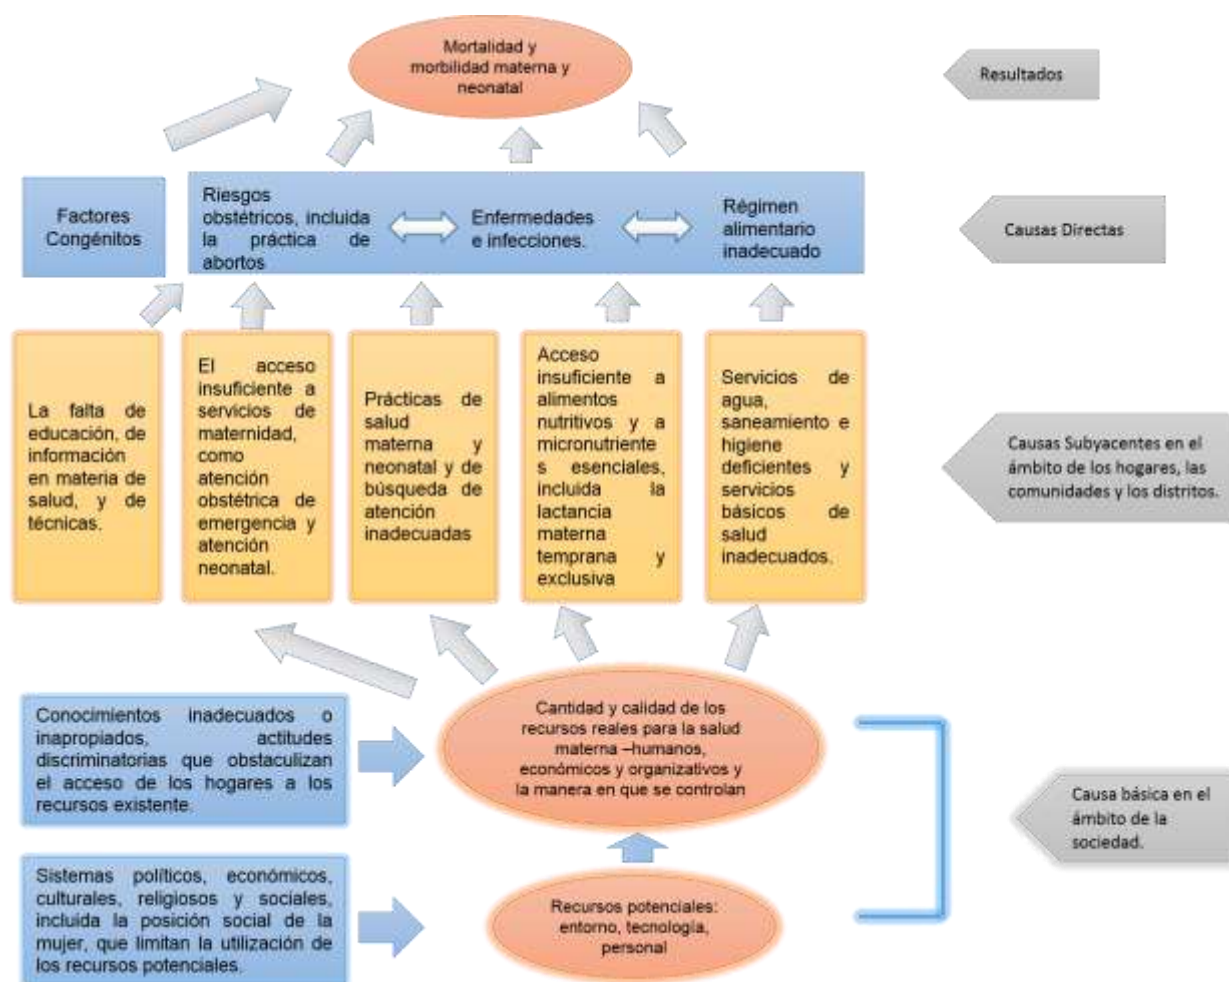 Mortalidad y
morbilidad materna y
neonatal
Resultados
Factores
Congénitos
Riesgos
obstétricos, incluida
la práctica de
abortos
Enfermedades
e infecciones.
Régimen
alimentario
inadecuado
Causas Directas
La falta de
educación, de
información
en materia de
salud, y de
técnicas.
El acceso
insuficiente a
servicios de
maternidad,
como
atención
obstétrica de
emergencia y
atención
neonatal.
Prácticas de
salud
materna y
neonatal y de
búsqueda de
atención
inadecuadas
Acceso
insuficiente a
alimentos
nutritivos y a
micronutriente
s esenciales,
incluida la
lactancia
materna
temprana y
exclusiva
Servicios de
agua,
saneamiento e
higiene
deficientes y
servicios
básicos de
salud
inadecuados.
Causas Subyacentes en el
ámbito de los hogares, las
comunidades y los distritos.
Conocimientos inadecuados o
inapropiados, actitudes
discriminatorias que obstaculizan
el acceso de los hogares a los
recursos existente.
Cantidad y calidad de los
recursos reales para la salud
materna –humanos,
económicos y organizativos y
la manera en que se controlan
Causa básica en el
ámbito de la
sociedad.
Sistemas políticos, económicos,
culturales, religiosos y sociales,
incluida la posición social de la
mujer, que limitan la utilización de
los recursos potenciales.
Recursos potenciales:
entorno, tecnología,
personal